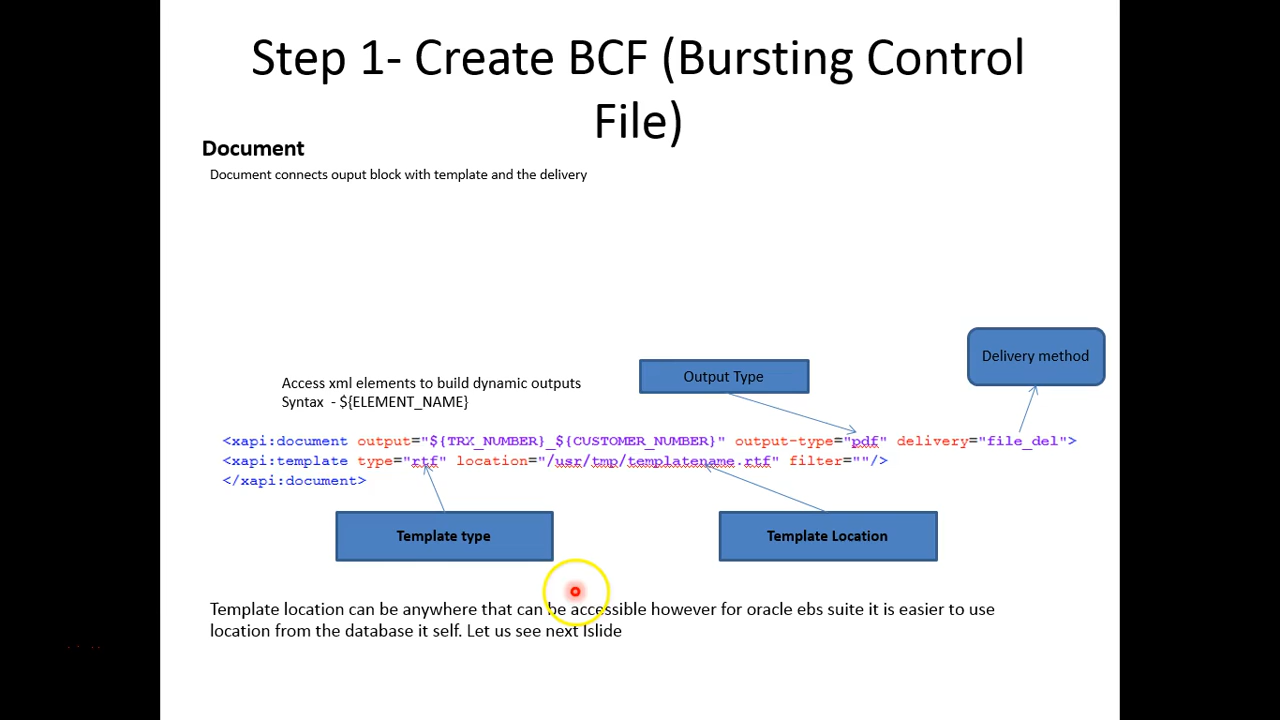 Step 1- Create BCF (Bursting Control
File)
Document
Document connects ouput block with template and the delivery
Delivery method
Output Type
Access xml elements to build dynamic outputs
Syntax  - ${ELEMENT_NAME}
<xapi:document output="${TRX_NUMBER}_${CUSTOMER_NUMBER}" output-type="pdf" delivery="file_del">
<xapi:template type="rtf" location="/usr/tmp/templatename.rtf" filter=""/>
</xapi:document>
Template type
Template Location
Template location can be anywhere that can be accessible however for oracle ebs suite it is easier to use
location from the database it self. Let us see next lslide